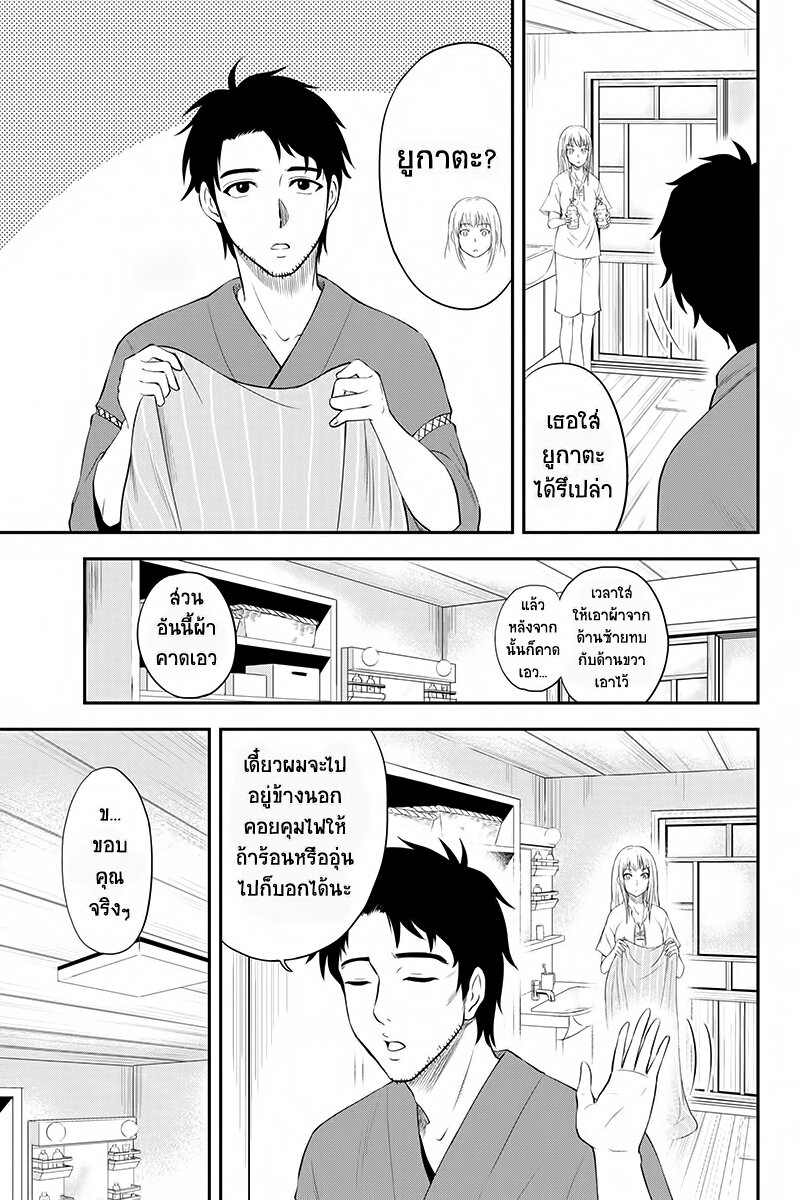 เธอใส่
ยูกาตะ
ได้รึเปล่า
ยูกาตะ?
เวลาใส่
ให้เอาผ้าจาก
ด้านซ้ายทบ
กับด้านขวา
เอาไว้
แล้ว
หลังจาก
นั้นก็คาด
เอว...
ส่วน
อันนี้ผ้า
คาดเอว
เดี๋ยวผมจะไป
อยู่ข้างนอก
คอยคุมไฟให้
ถ้าร้อนหรืออุ่น
ไปก็บอกได้นะ
ข...
ขอบ
คุณ
จริงๆ